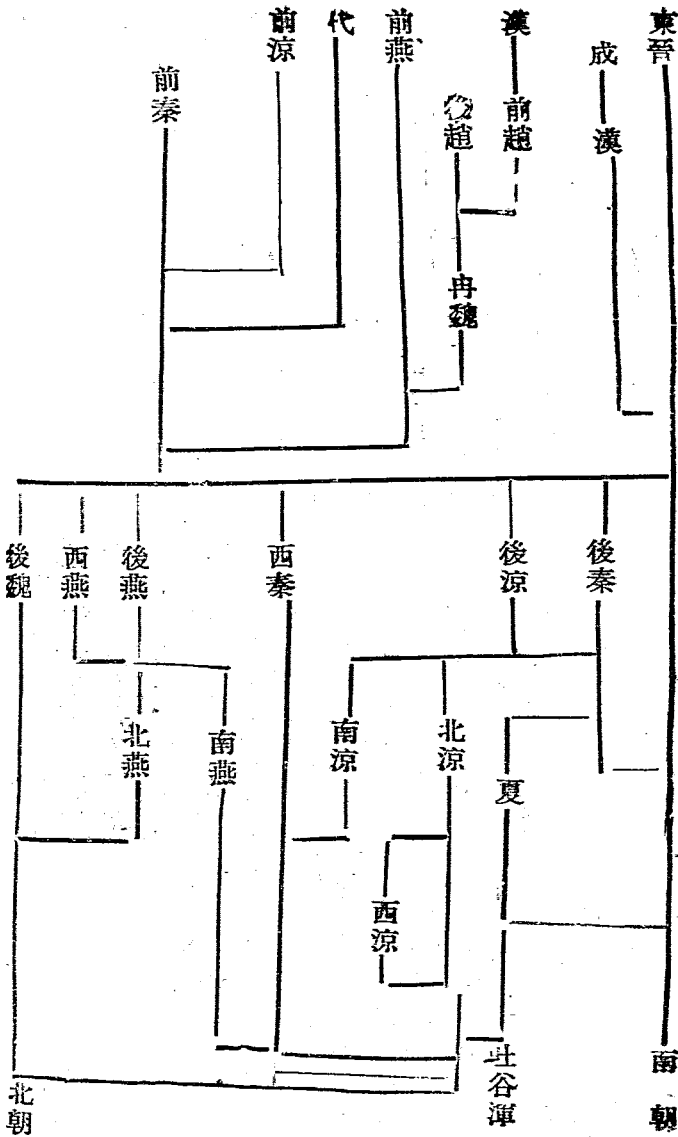 東晉
成
漢
漢
前趙
後趙
冉魏
前燕
代
前涼
前秦
後秦
後涼
西秦
後燕
西燕
後魏
夏
北涼
南涼
西涼
南燕
北燕
南朝
吐谷渾
北朝